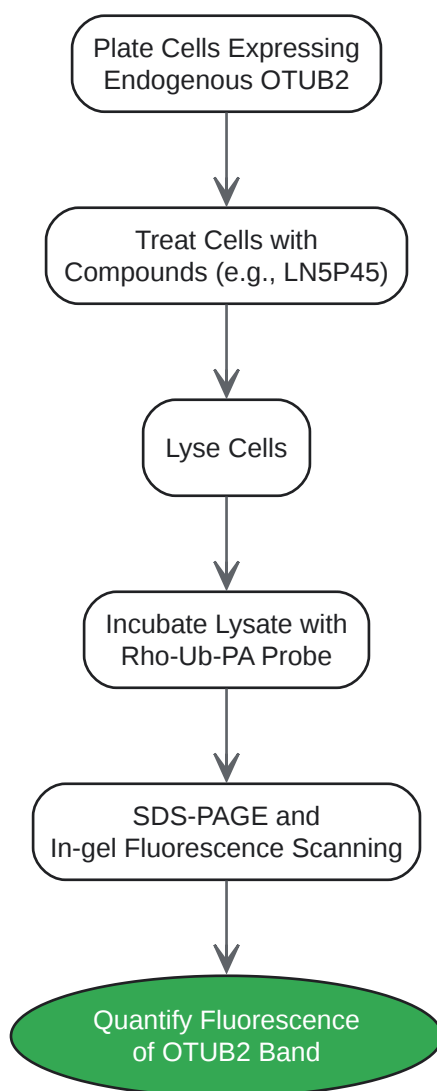 Plate Cells Expressing
Endogenous OTUB2
Treat Cells with
Compounds (e.g., LN5P45)
Lyse Cells
Incubate Lysate with
Rho-Ub-PA Probe
SDS-PAGE and
In-gel Fluorescence Scanning
Quantify Fluorescence
of OTUB2 Band